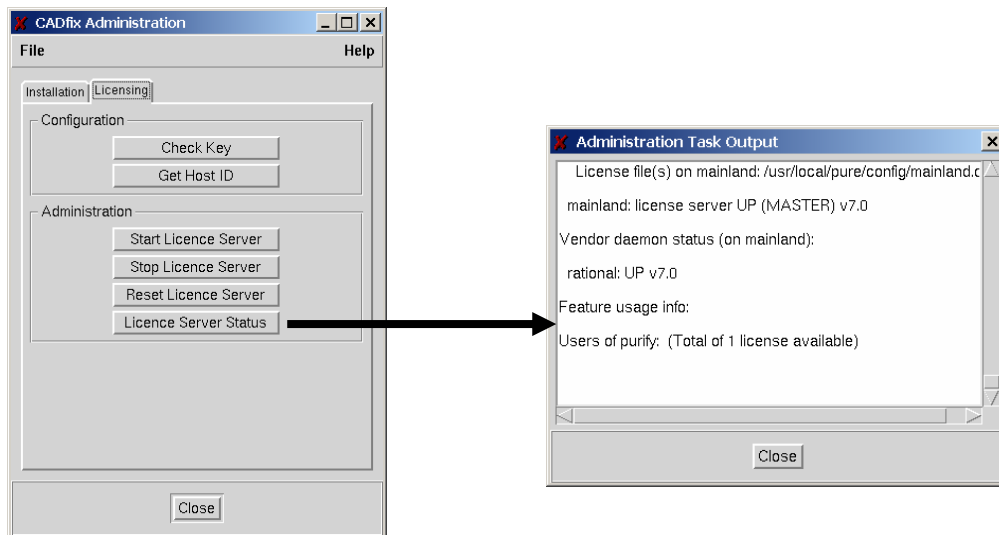 CADfix Administration
File Help
Installation Licensing
Configuration
Check Key
Get Host ID
Administration
Start Licence Server
Stop Licence Server
Reset Licence Server
Licence Server Status
Close
Administration Task Output
License file(s) on mainland: /usr/local/pure/config/mainland.c
mainland: license server UP (MASTER) v7.0
Vendor daemon status (on mainland):
rational: UP v7.0
Feature usage info:
Users of purify: (Total of 1 license available)
Close